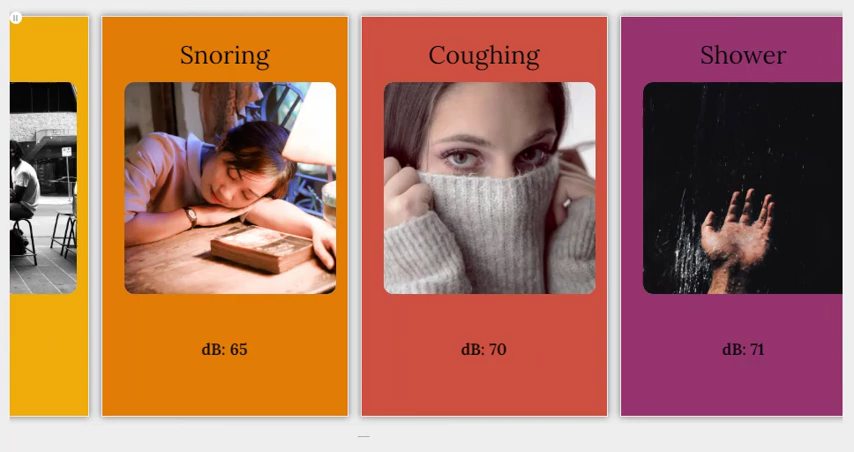 Snoring
dB: 65
Coughing
dB: 70
Shower
dB: 71